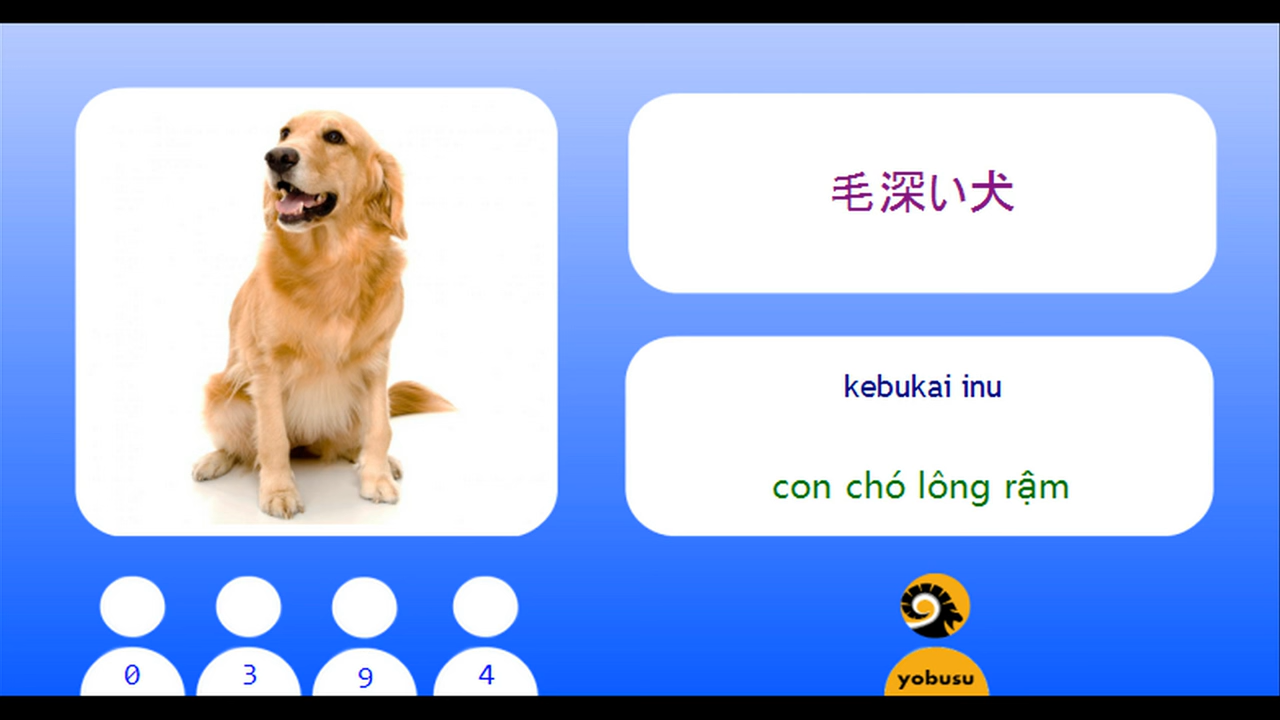 毛深い犬
kebukai inu
con chó lông rậm
0 3 9 4
yobusu